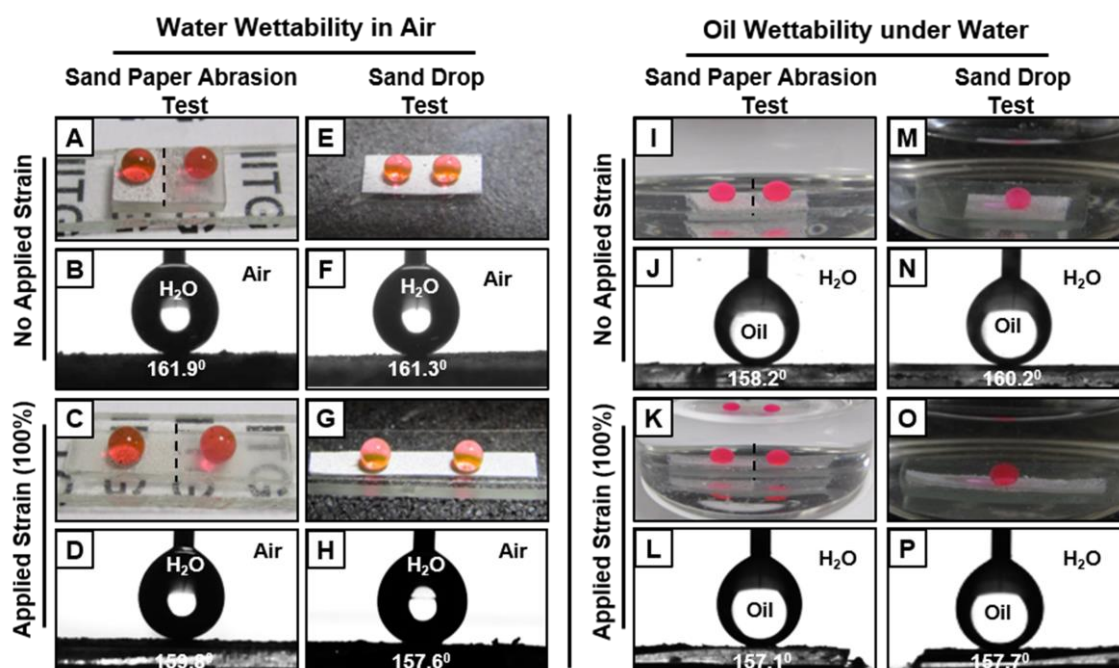 Water Wettability in Air
Oil Wettability under Water
Sand Paper Abrasion
Test
Sand Drop
Test
Sand Paper Abrasion
Test
Sand Drop
Test
No Applied Strain
A
IITG
E
B
H₂O
Air
161.9⁰
F
H₂O
Air
161.3⁰
Applied Strain (100%)
C
G
D
H₂O
Air
159.8⁰
H
H₂O
Air
157.6⁰
No Applied Strain
I
M
J
H₂O
Oil
158.2⁰
N
H₂O
Oil
160.2⁰
Applied Strain (100%)
K
O
L
H₂O
Oil
157.1⁰
P
H₂O
Oil
157.7⁰